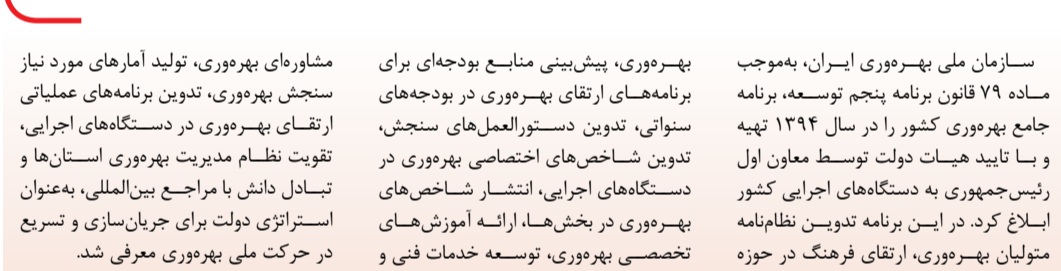 سازمان ملی بهره‌وری ایران، به‌موجب
ماده ۷۹ قانون برنامه پنجم توسعه، برنامه
جامع بهره‌وری کشور را در سال ۱۳۹۴ تهیه
و با تایید هیات دولت توسط معاون اول
رئیس‌جمهوری به دستگاه‌های اجرایی کشور
ابلاغ کرد. در این برنامه تدوین نظام‌نامه
متولیان بهره‌وری، ارتقای فرهنگ در حوزه
بهره‌وری، پیش‌بینی منابع بودجه‌ای برای
برنامه‌های ارتقای بهره‌وری در بودجه‌های
سنواتی، تدوین دستورالعمل‌های سنجش،
تدوین شاخص‌های اختصاصی بهره‌وری در
دستگاه‌های اجرایی، انتشار شاخص‌های
بهره‌وری در بخش‌ها، ارائه آموزش‌های
تخصصی بهره‌وری، توسعه خدمات فنی و
مشاوره‌ای بهره‌وری، تولید آمارهای مورد نیاز
سنجش بهره‌وری، تدوین برنامه‌های عملیاتی
ارتقای بهره‌وری در دستگاه‌های اجرایی،
تقویت نظام مدیریت بهره‌وری استان‌ها و
تبادل دانش با مراجع بین‌المللی، به‌عنوان
استراتژی دولت برای جریان‌سازی و تسریع
در حرکت ملی بهره‌وری معرفی شد.